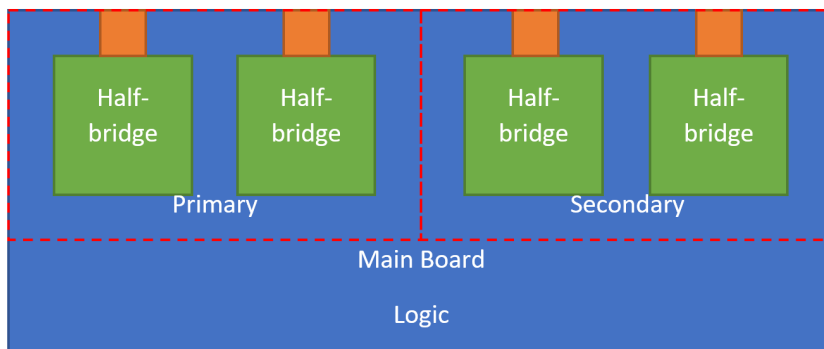 Half-
bridge
Half-
bridge
Half-
bridge
Half-
bridge
Primary
Secondary
Main Board
Logic